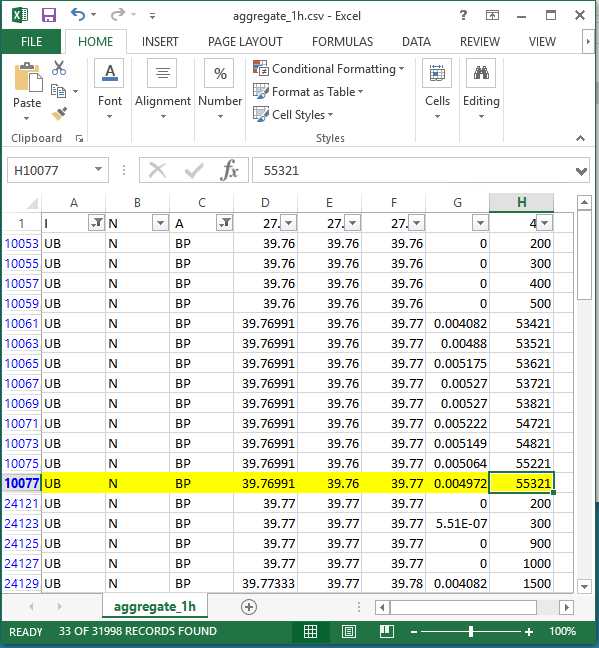 aggregate_1h.csv - Excel
FILE HOME INSERT PAGE LAYOUT FORMULAS DATA REVIEW VIEW
Paste
Clipboard
Font
Alignment
%
Number
Conditional Formatting
Format as Table
Cell Styles
Styles
Cells
Editing
H10077 fx 55321
A B C D E F G H
1 I N A 27. 27. 27. 4
10053 UB N BP 39.76 39.76 39.76 0 200
10055 UB N BP 39.76 39.76 39.76 0 300
10057 UB N BP 39.76 39.76 39.76 0 400
10059 UB N BP 39.76 39.76 39.76 0 500
10061 UB N BP 39.76991 39.76 39.77 0.004082 53421
10063 UB N BP 39.76991 39.76 39.77 0.00488 53521
10065 UB N BP 39.76991 39.76 39.77 0.005175 53621
10067 UB N BP 39.76991 39.76 39.77 0.00527 53721
10069 UB N BP 39.76991 39.76 39.77 0.00527 53821
10071 UB N BP 39.76991 39.76 39.77 0.005222 54721
10073 UB N BP 39.76991 39.76 39.77 0.005149 54821
10075 UB N BP 39.76991 39.76 39.77 0.005064 55221
10077 UB N BP 39.76991 39.76 39.77 0.004972 55321
24121 UB N BP 39.77 39.77 39.77 0 200
24123 UB N BP 39.77 39.77 39.77 5.51E-07 300
24125 UB N BP 39.77 39.77 39.77 0 900
24127 UB N BP 39.77 39.77 39.77 0 1000
24129 UB N BP 39.77333 39.77 39.78 0.004082 1500
aggregate_1h
READY 33 OF 31998 RECORDS FOUND 100%